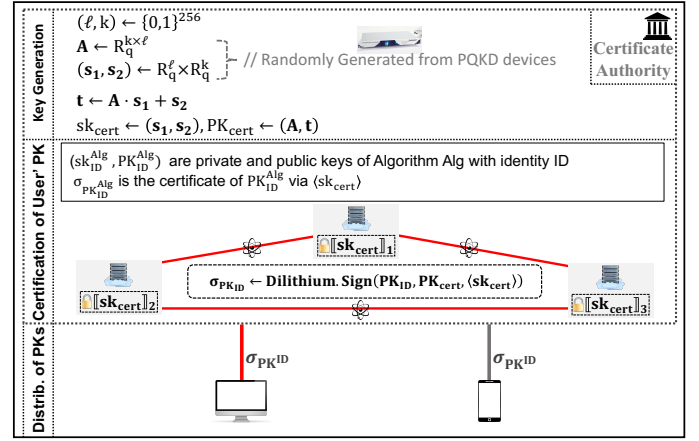 Key Generation
(ℓ, k) ← {0,1}^256
A ← R_q^{k×ℓ}
(s₁, s₂) ← R_q^ℓ × R_q^k
// Randomly Generated from PQKD devices
t ← A · s₁ + s₂
sk_cert ← (s₁, s₂), PK_cert ← (A, t)
Certificate
Authority
Certification of User' PK
(sk_ID^Alg, PK_ID^Alg) are private and public keys of Algorithm Alg with identity ID
σ_{PK_ID^Alg} is the certificate of PK_ID^Alg via ⟨sk_cert⟩
⟦sk_cert⟧₁
σ_{PK_ID} ← Dilithium.Sign(PK_ID, PK_cert, ⟨sk_cert⟩)
⟦sk_cert⟧₂
⟦sk_cert⟧₃
Distrib. of PKs
σ_{PK^ID}
σ_{PK^ID}